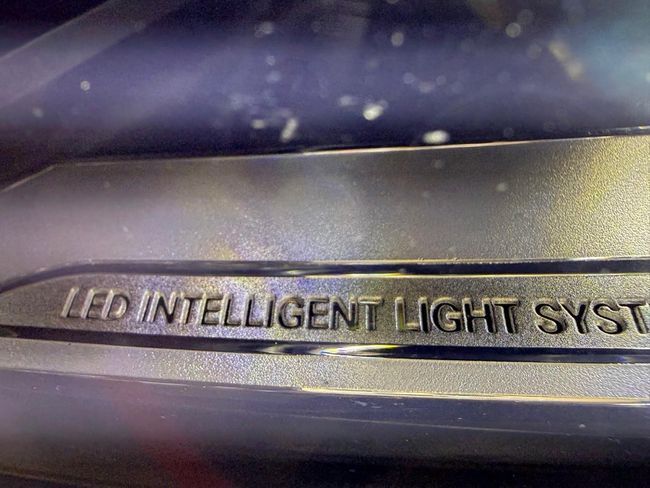 LED INTELLIGENT LIGHT SYST